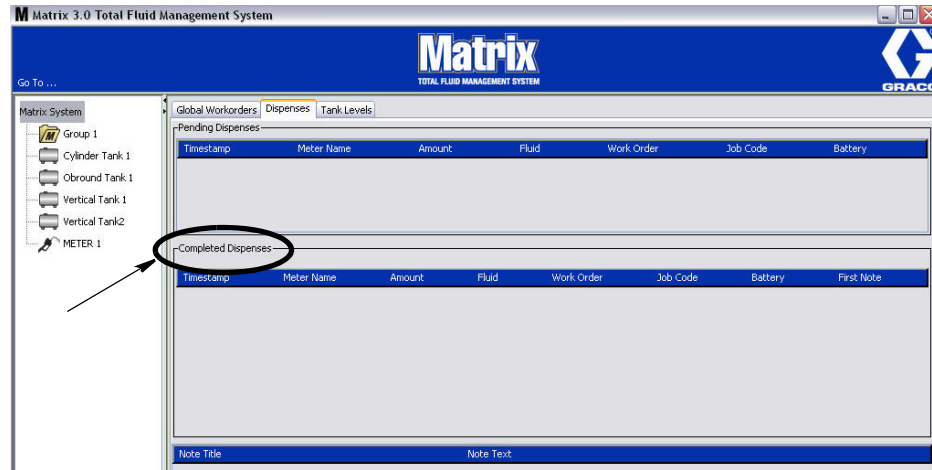 Matrix 3.0 Total Fluid Management System
Matrix
TOTAL FLUID MANAGEMENT SYSTEM
GRACO
Go To ...
Matrix System
Group 1
Cylinder Tank 1
Obround Tank 1
Vertical Tank 1
Vertical Tank2
METER 1
Global Workorders Dispenses Tank Levels
Pending Dispenses
Timestamp Meter Name Amount Fluid Work Order Job Code Battery
Completed Dispenses
Timestamp Meter Name Amount Fluid Work Order Job Code Battery First Note
Note Title Note Text